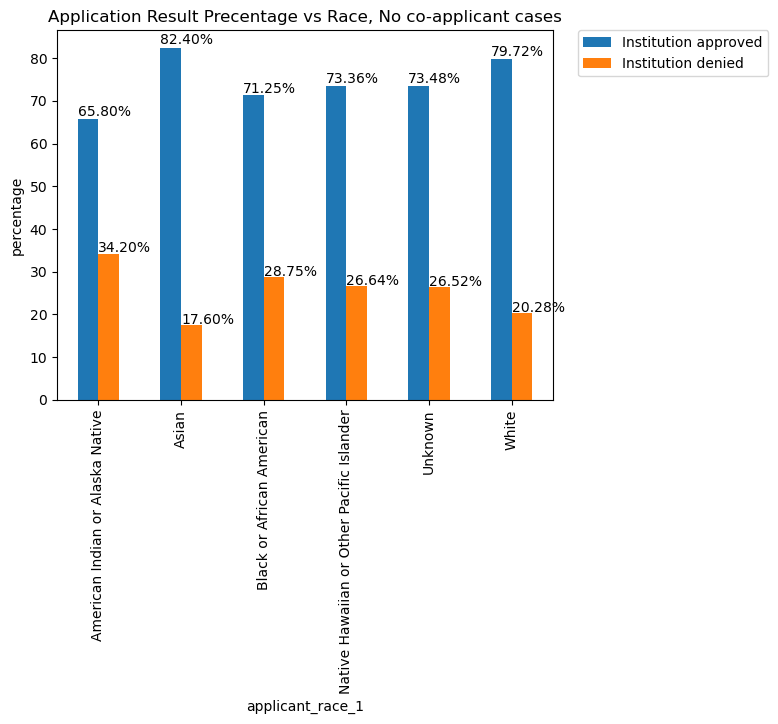 Application Result Precentage vs Race, No co-applicant cases
Institution approved
Institution denied
percentage
80
70
60
50
40
30
20
10
0
65.80%
82.40%
71.25%
73.36%
73.48%
79.72%
34.20%
17.60%
28.75%
26.64%
26.52%
20.28%
American Indian or Alaska Native
Asian
Black or African American
Native Hawaiian or Other Pacific Islander
Unknown
White
applicant_race_1